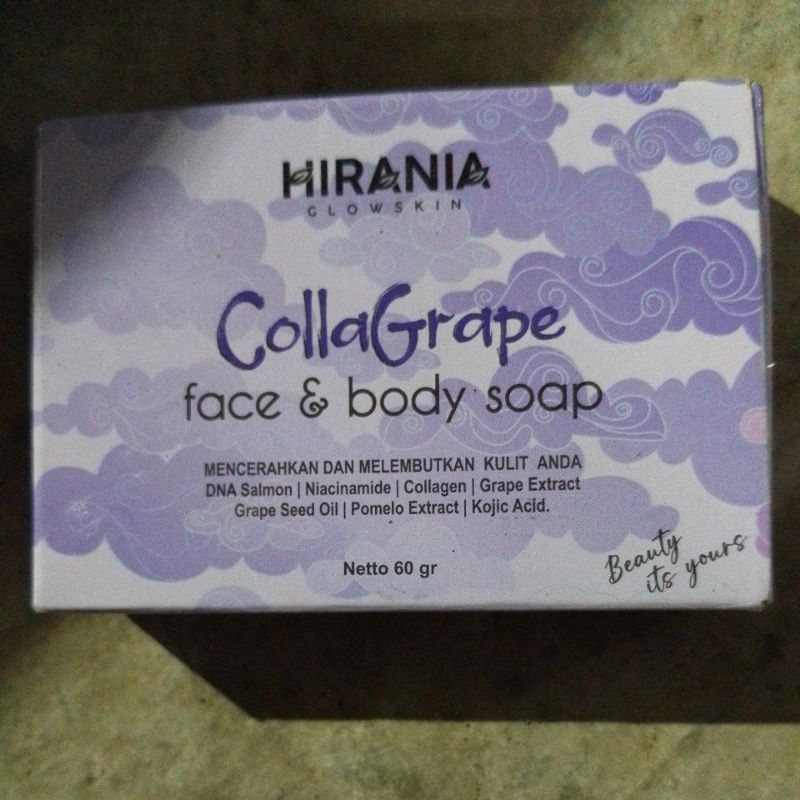 HIRANIA
GLOWSKIN
CollaGrape
face & body soap
MENCERAHKAN DAN MELEMBUTKAN KULIT ANDA
DNA Salmon | Niacinamide | Collagen | Grape Extract
Grape Seed Oil | Pomelo Extract | Kojic Acid.
Netto 60 gr
Beauty
its yours